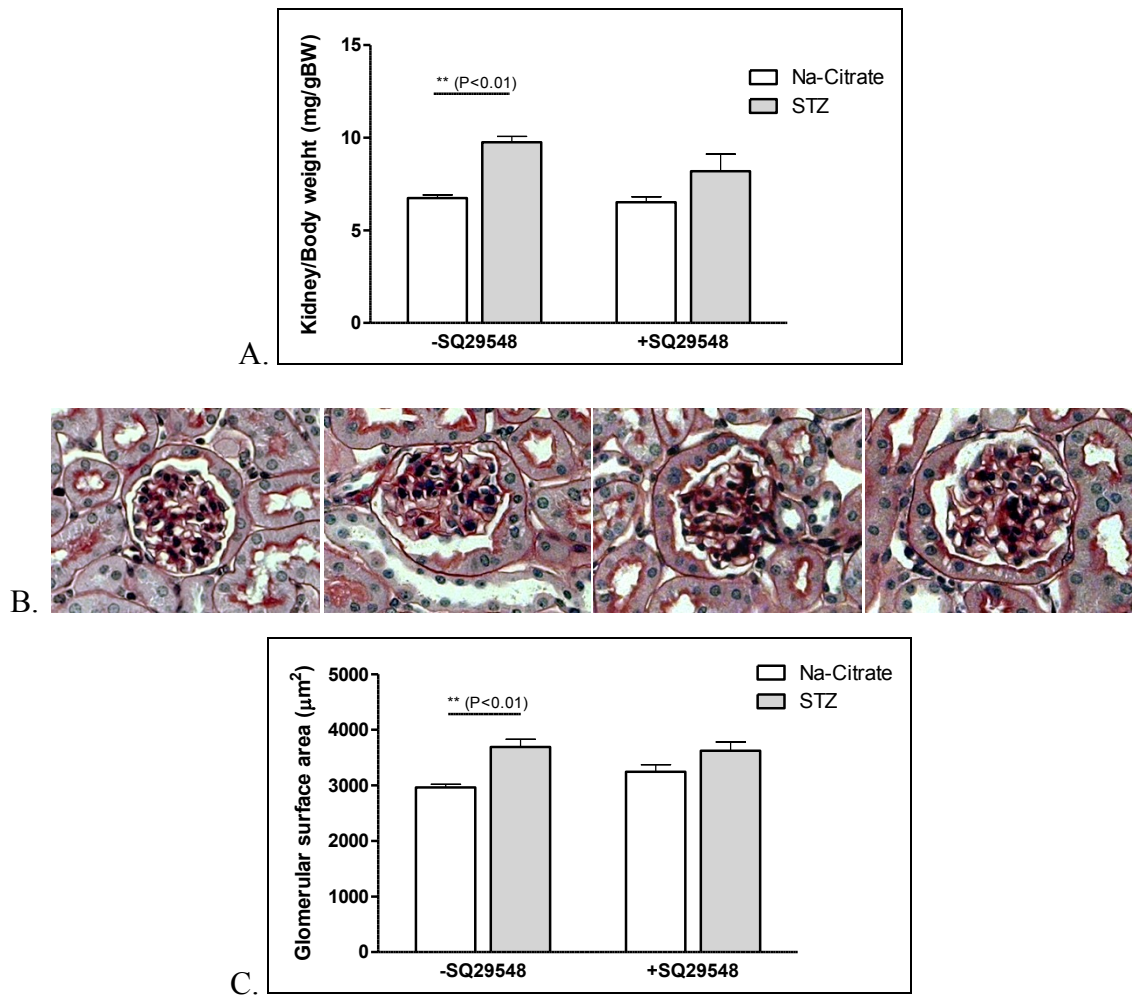 Kidney/Body weight (mg/gBW)
15
10
5
0
** (P<0.01)
Na-Citrate
STZ
-SQ29548
+SQ29548
A.
B.
Glomerular surface area (μm²)
5000
4000
3000
2000
1000
0
** (P<0.01)
Na-Citrate
STZ
-SQ29548
+SQ29548
C.